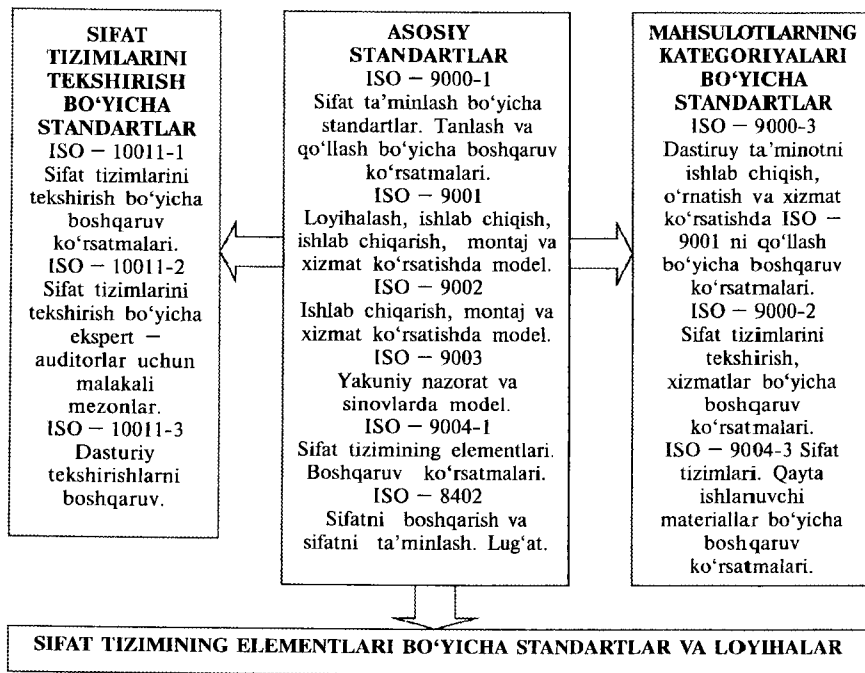 SIFAT
TIZIMLARINI
TEKSHIRISH
BO‘YICHA
STANDARTLAR
ISO – 10011-1
Sifat tizimlarini
tekshirish bo‘yicha
boshqaruv
ko‘rsatmalari.
ISO – 10011-2
Sifat tizimlarini
tekshirish bo‘yicha
ekspert –
auditorlar uchun
malakali
mezonlar.
ISO – 10011-3
Dasturiy
tekshirishlarni
boshqaruv.
ASOSIY
STANDARTLAR
ISO – 9000-1
Sifat ta’minlash bo‘yicha
standartlar. Tanlash va
qo‘llash bo‘yicha boshqaruv
ko‘rsatmalari.
ISO – 9001
Loyihalash, ishlab chiqish,
ishlab chiqarish, montaj va
xizmat ko‘rsatishda model.
ISO – 9002
Ishlab chiqarish, montaj va
xizmat ko‘rsatishda model.
ISO – 9003
Yakuniy nazorat va
sinovlarda model.
ISO – 9004-1
Sifat tizimining elementlari.
Boshqaruv ko‘rsatmalari.
ISO – 8402
Sifatni boshqarish va
sifatni ta’minlash. Lug‘at.
MAHSULOTLARNING
KATEGORIYALARI
BO‘YICHA
STANDARTLAR
ISO – 9000-3
Dastiruy ta’minotni
ishlab chiqish,
o‘rnatish va xizmat
ko‘rsatishda ISO –
9001 ni qo‘llash
bo‘yicha boshqaruv
ko‘rsatmalari.
ISO – 9000-2
Sifat tizimlarini
tekshirish,
xizmatlar bo‘yicha
boshqaruv
ko‘rsatmalari.
ISO – 9004-3 Sifat
tizimlari. Qayta
ishlanuvchi
materiallar bo‘yicha
boshqaruv
ko‘rsatmalari.
SIFAT TIZIMINING ELEMENTLARI BO‘YICHA STANDARTLAR VA LOYIHALAR